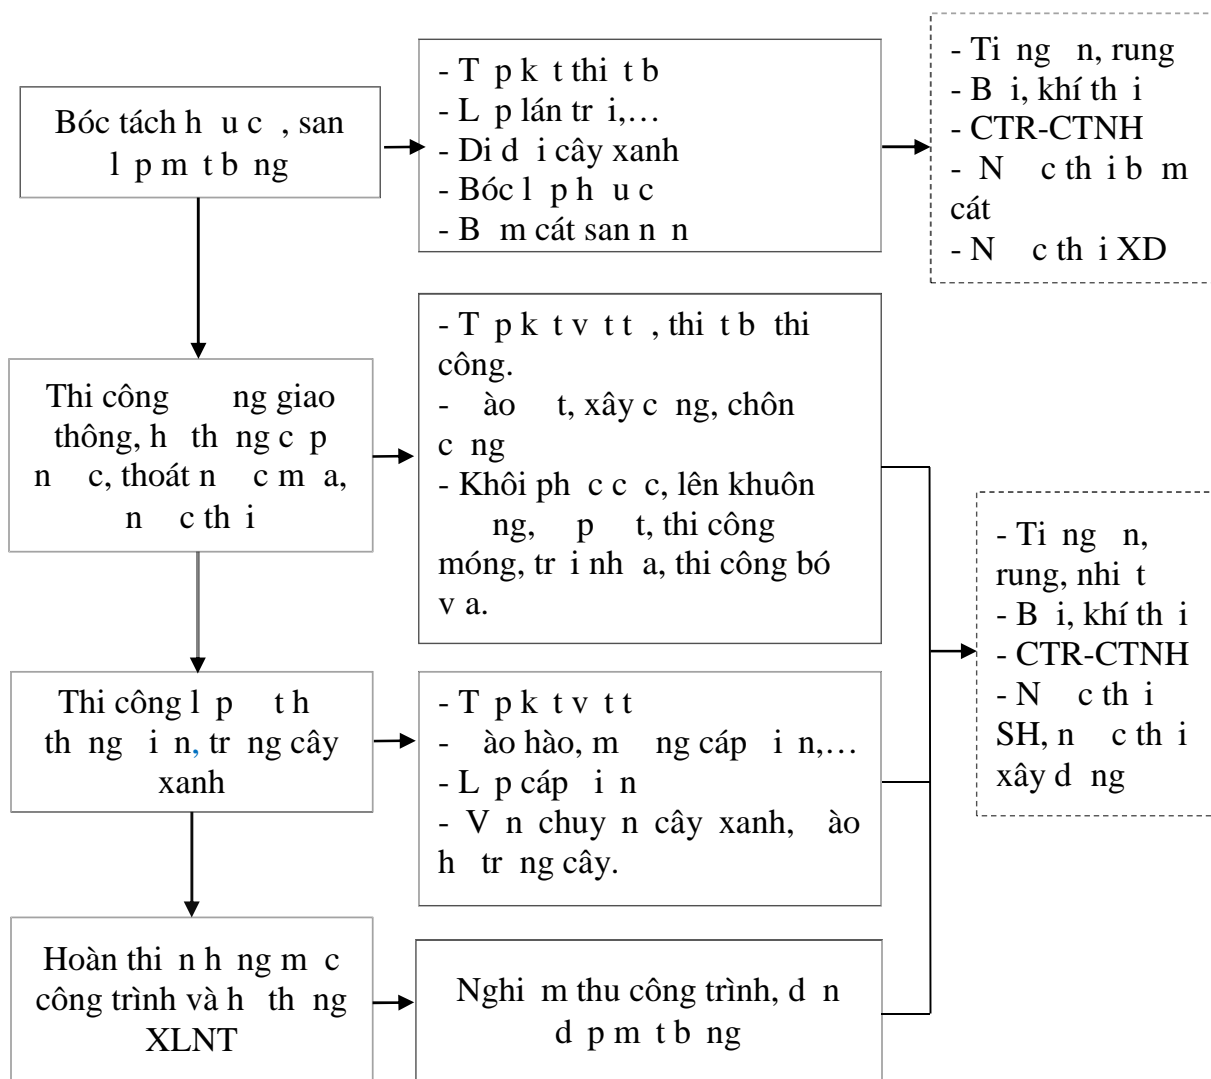 Bóc tách h u c , san
l p m t b ng
- T p k t thi t b
- L p lán tr i,…
- Di d i cây xanh
- Bóc l p h u c
- B m cát san n n
- Ti ng n, rung
- B i, khí th i
- CTR-CTNH
- N c th i b m
cát
- N c th i XD
Thi công ng giao
thông, h th ng c p
n c, thoát n c m a,
n c th i
- T p k t v t t , thi t b thi
công.
- ào t, xây c ng, chôn
c ng
- Khôi ph c c c, lên khuôn
ng, p t, thi công
móng, tr i nh a, thi công bó
v a.
- Ti ng n,
rung, nhi t
- B i, khí th i
- CTR-CTNH
- N c th i
SH, n c th i
xây d ng
Thi công l p t h
th ng i n, tr ng cây
xanh
- T p k t v t t
- ào hào, m ng cáp i n,…
- L p cáp i n
- V n chuy n cây xanh, ào
h tr ng cây.
Hoàn thi n h ng m c
công trình và h th ng
XLNT
Nghi m thu công trình, d n
d p m t b ng